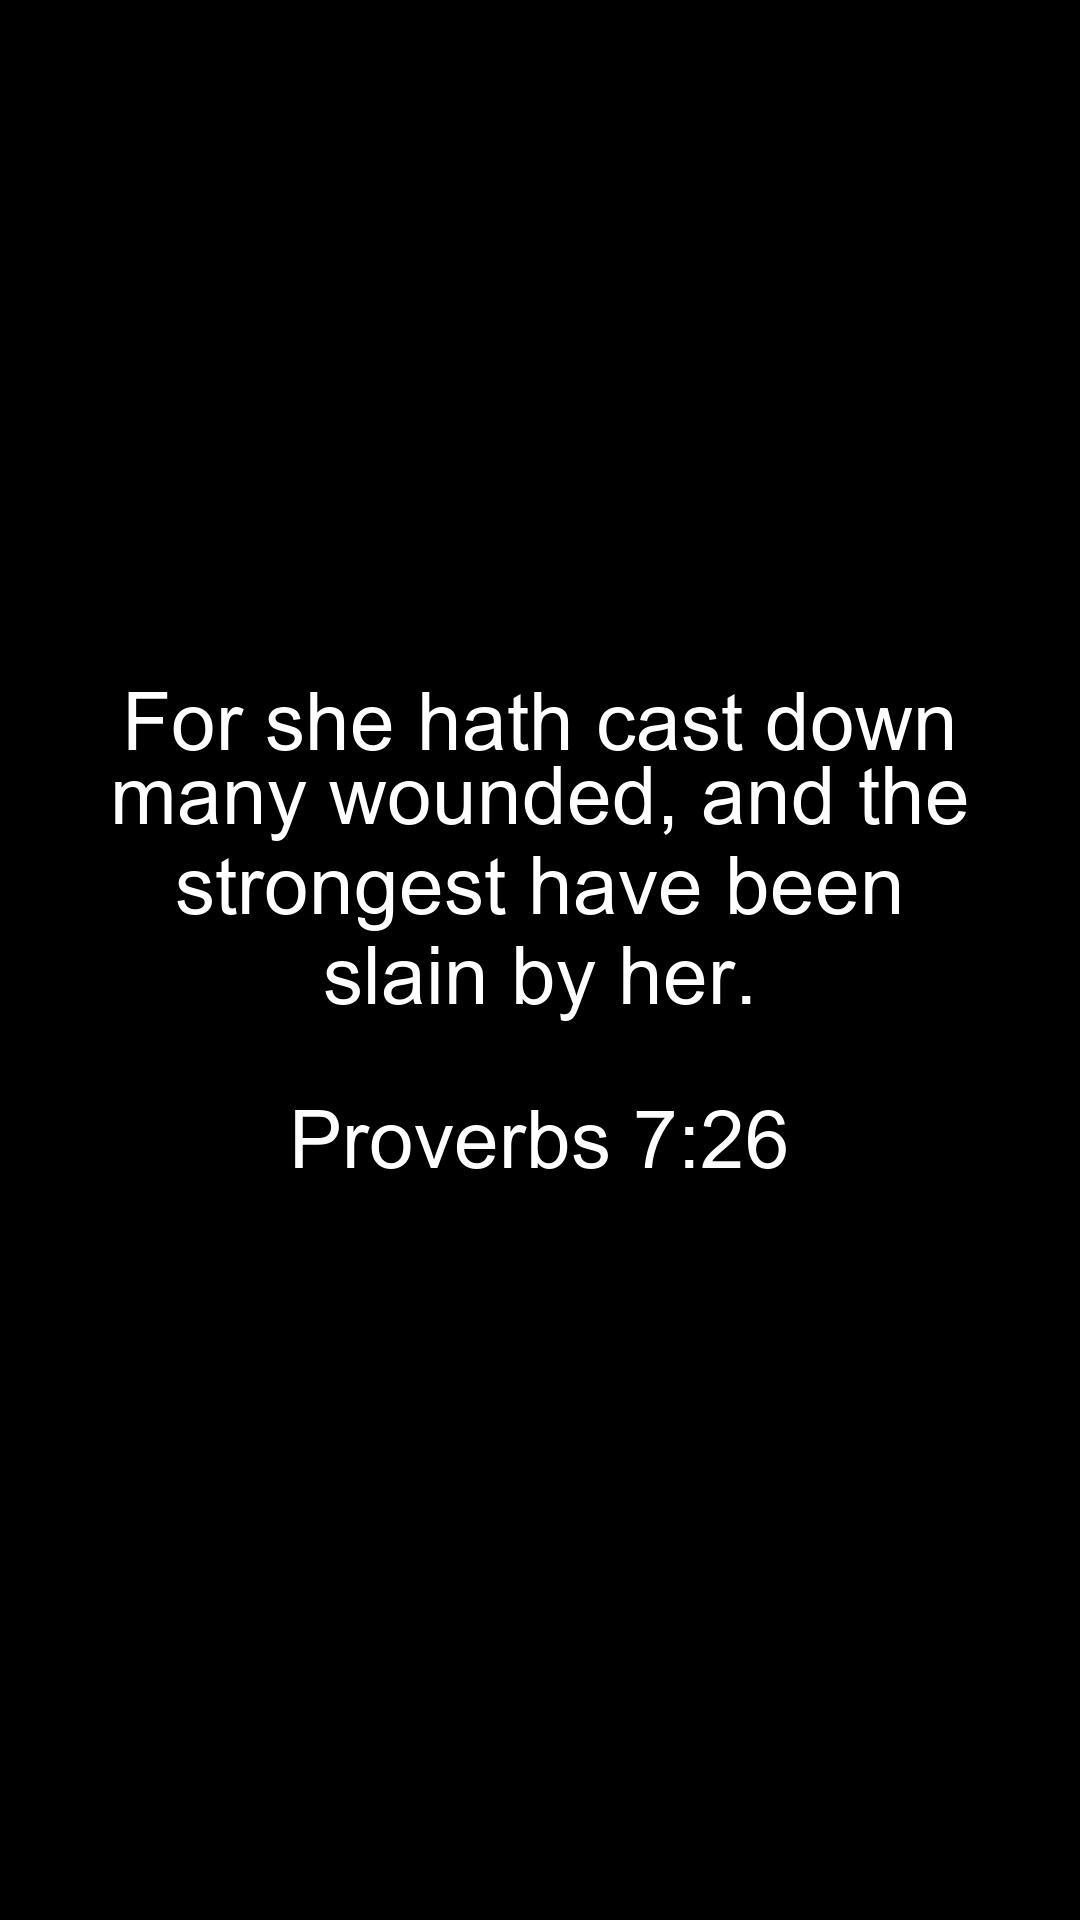 For she hath cast down
many wounded, and the
strongest have been
slain by her.
Proverbs 7:26